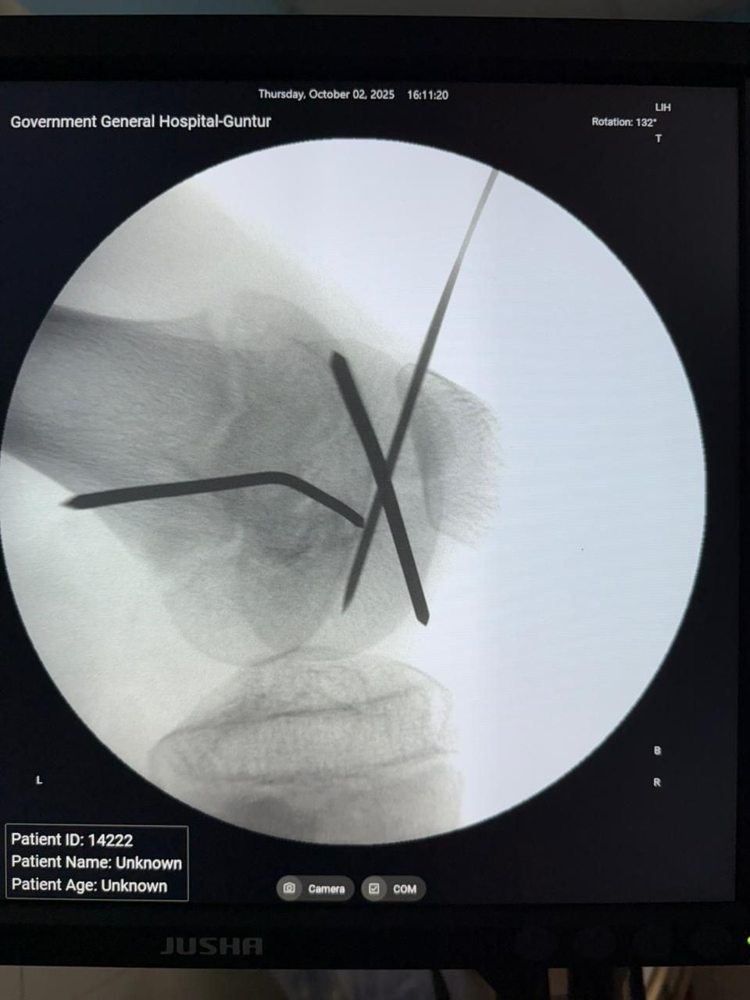 Thursday, October 02, 2025 16:11:20
LIH
Government General Hospital-Guntur
Rotation: 132°
T
B
L
R
Patient ID: 14222
Patient Name: Unknown
Patient Age: Unknown
Camera
COM
JUSHA